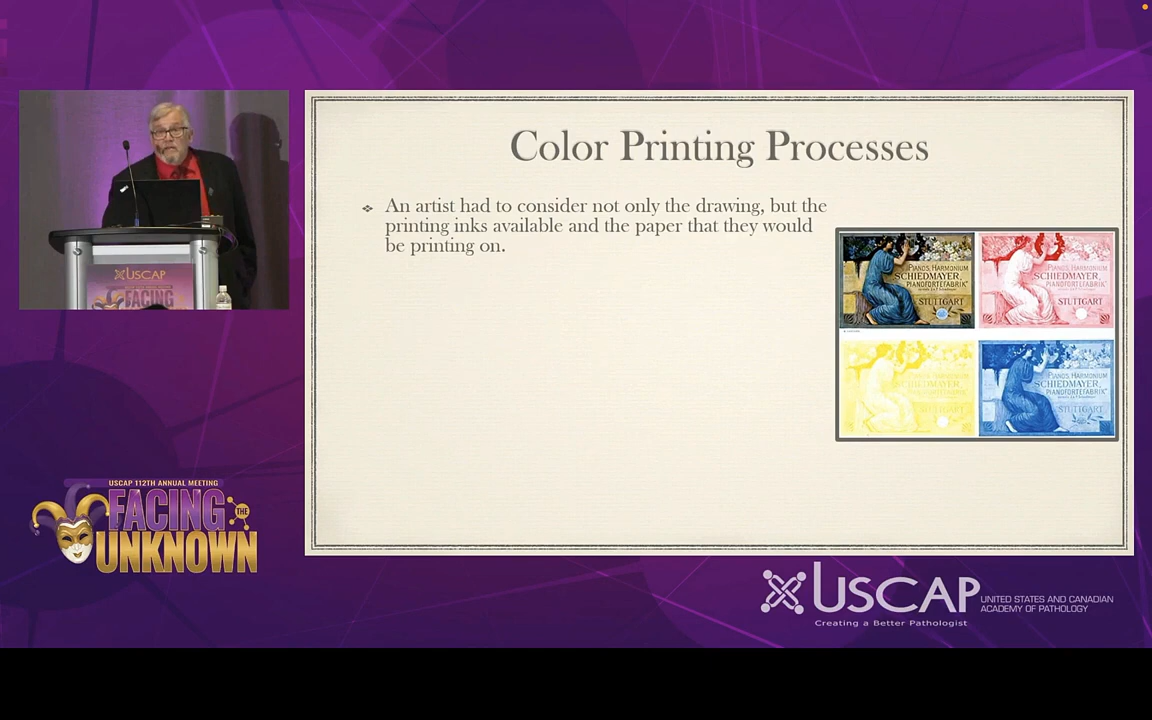 Color Printing Processes
An artist had to consider not only the drawing, but the
printing inks available and the paper that they would
be printing on.
PIANOS, HARMONIUM
SCHIEDMAYER,
PIANOFORTEFABRIK"
STUTTGART
PIANOS, HARMONIUM
SCHIEDMAYER,
PIANOFORTEFABRIK"
STUTTGART
SCHIEDMAYER,
PIANOFORTEFABRIK"
STUTTGART
PIANOS, HARMONIUM
SCHIEDMAYER,
PIANOFORTEFABRIK"
STUTTGART
USCAP
FACING
USCAP 112TH ANNUAL MEETING
FACING THE
UNKNOWN
USCAP
UNITED STATES AND CANADIAN
ACADEMY OF PATHOLOGY
Creating a Better Pathologist